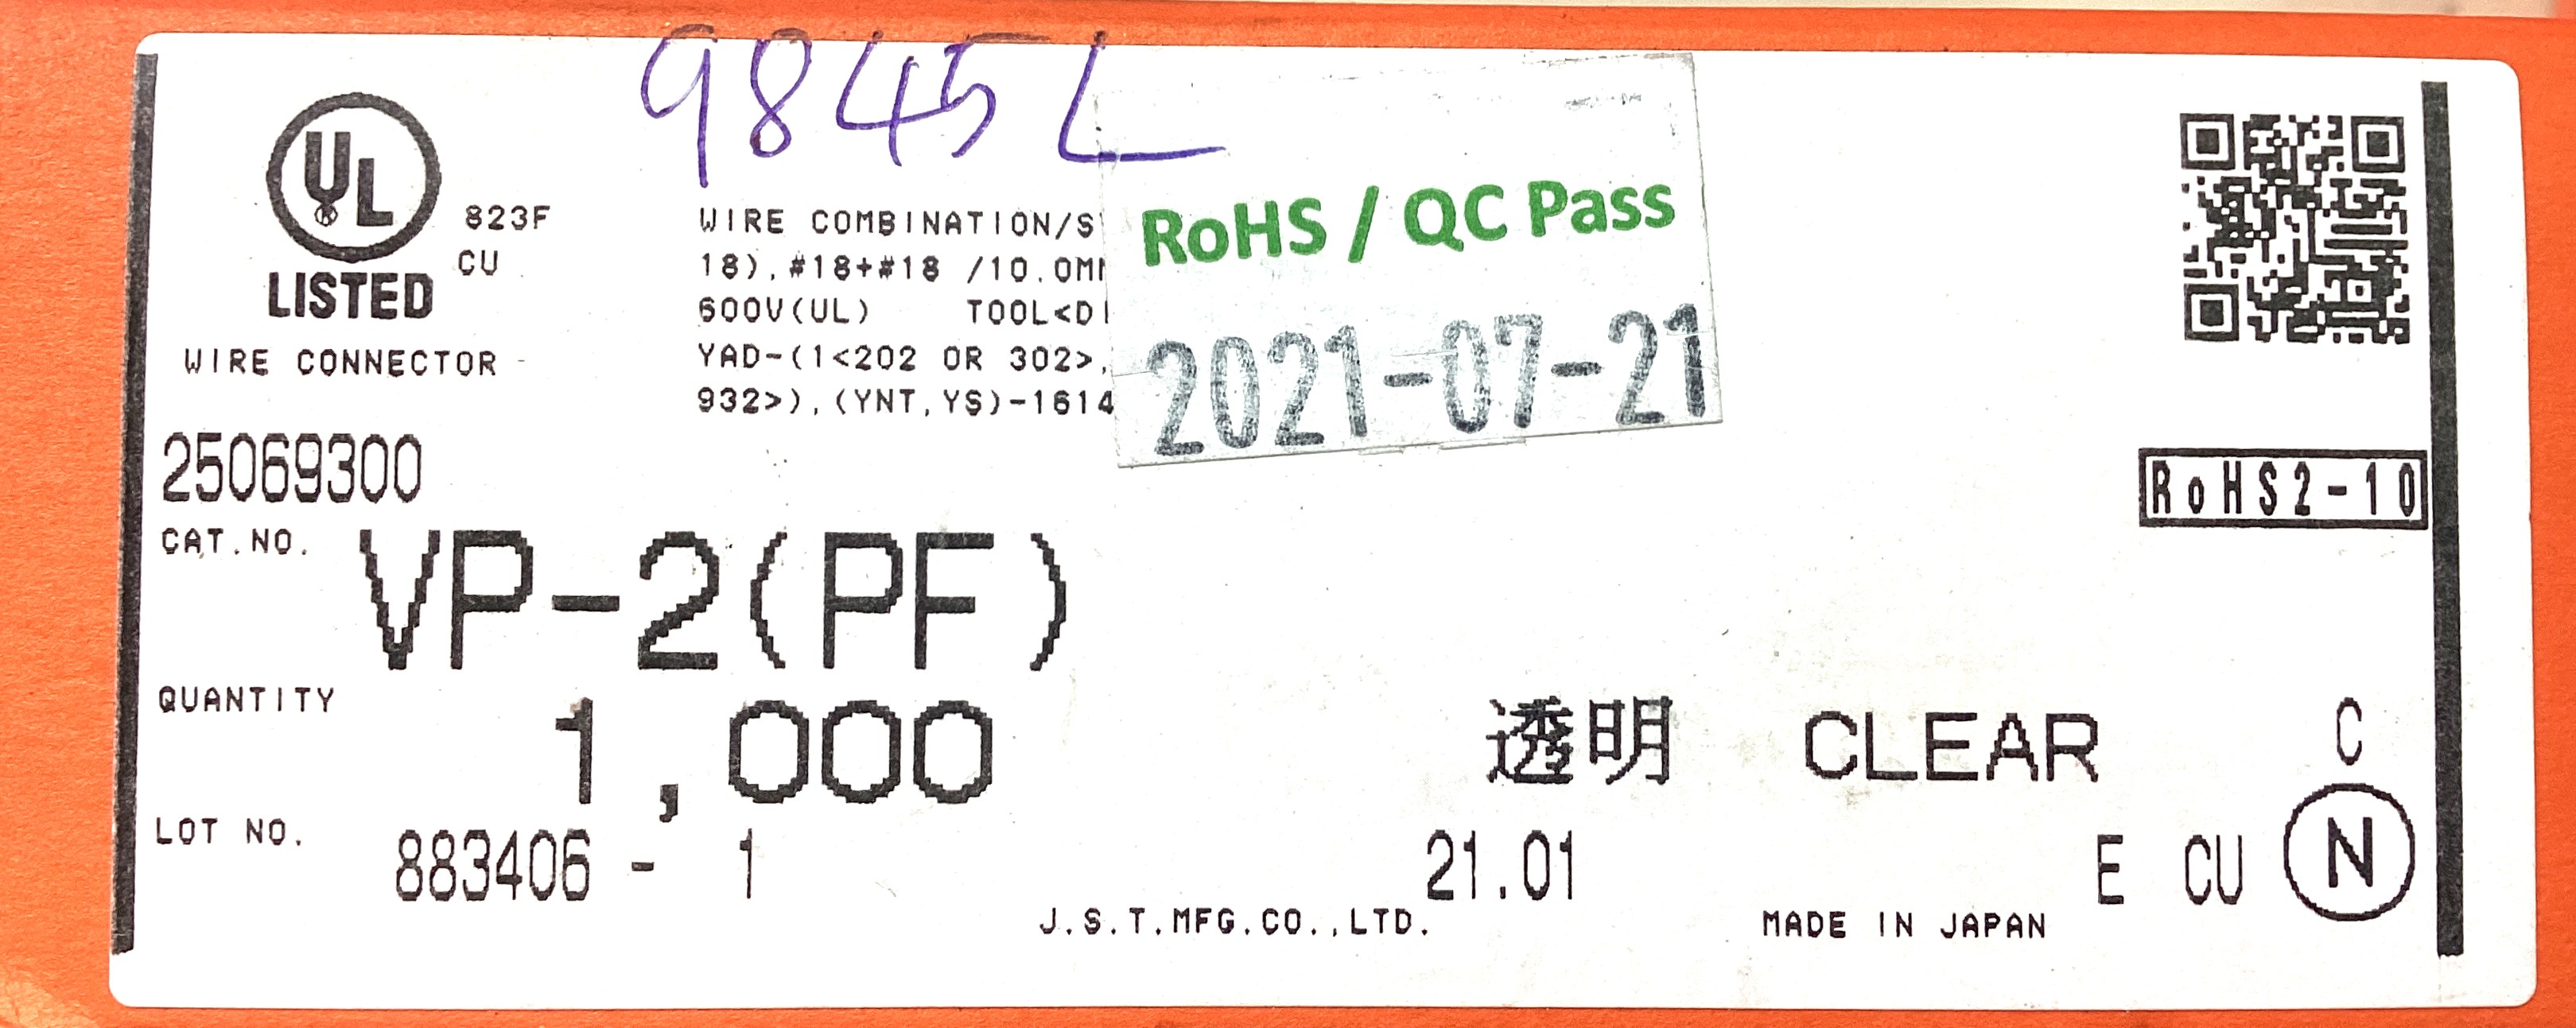 9845L
UL
LISTED
823F
CU
WIRE CONNECTOR
WIRE COMBINATION/S
18),#18+#18 /10.0M
600V(UL) TOOL<D
YAD-(1<202 OR 302>,
932>),(YNT,YS)-1614
RoHS / QC Pass
2021-07-21
25069300
RoHS2-10
CAT.NO. VP-2(PF)
QUANTITY 1,000
透明 CLEAR C
LOT NO. 883406 - 1
21.01
E CU N
J.S.T.MFG.CO.,LTD.
MADE IN JAPAN